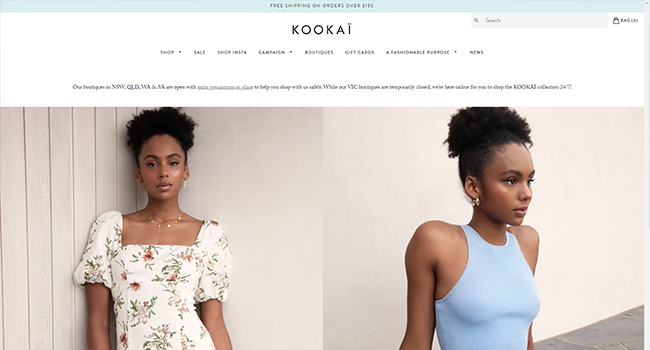 FREE SHIPPING ON ORDERS OVER $150
KOOKAÏ
Search
BAG (0)
SHOP SALE SHOP INSTA CAMPAIGN BOUTIQUES GIFT CARDS A FASHIONABLE PURPOSE NEWS
Our boutiques in NSW, QLD, WA & SA are open with extra precautions in place to help you shop with us safely. While our VIC boutiques are temporarily closed, we're here online for you to shop the KOOKAÏ collection 24/7!